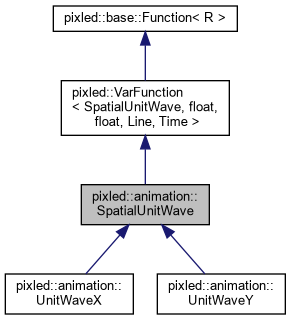 pixled::base::Function< R >
pixled::VarFunction
< SpatialUnitWave, float,
float, Line, Time >
pixled::animation::
SpatialUnitWave
pixled::animation::
UnitWaveX
pixled::animation::
UnitWaveY